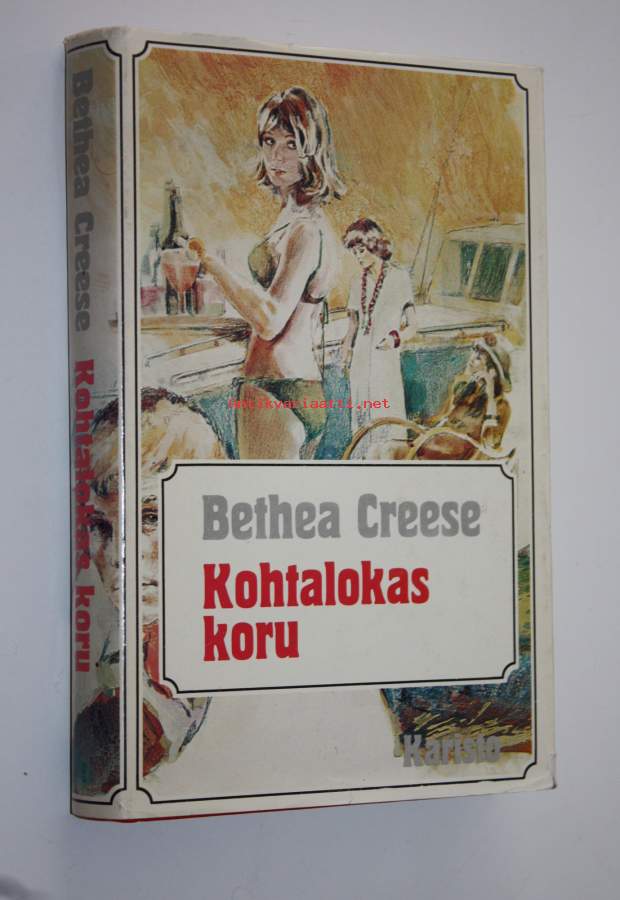 Bethea Creese Kohtalokas koru
antikvariaatti.net
Bethea Creese
Kohtalokas
koru
Karisto